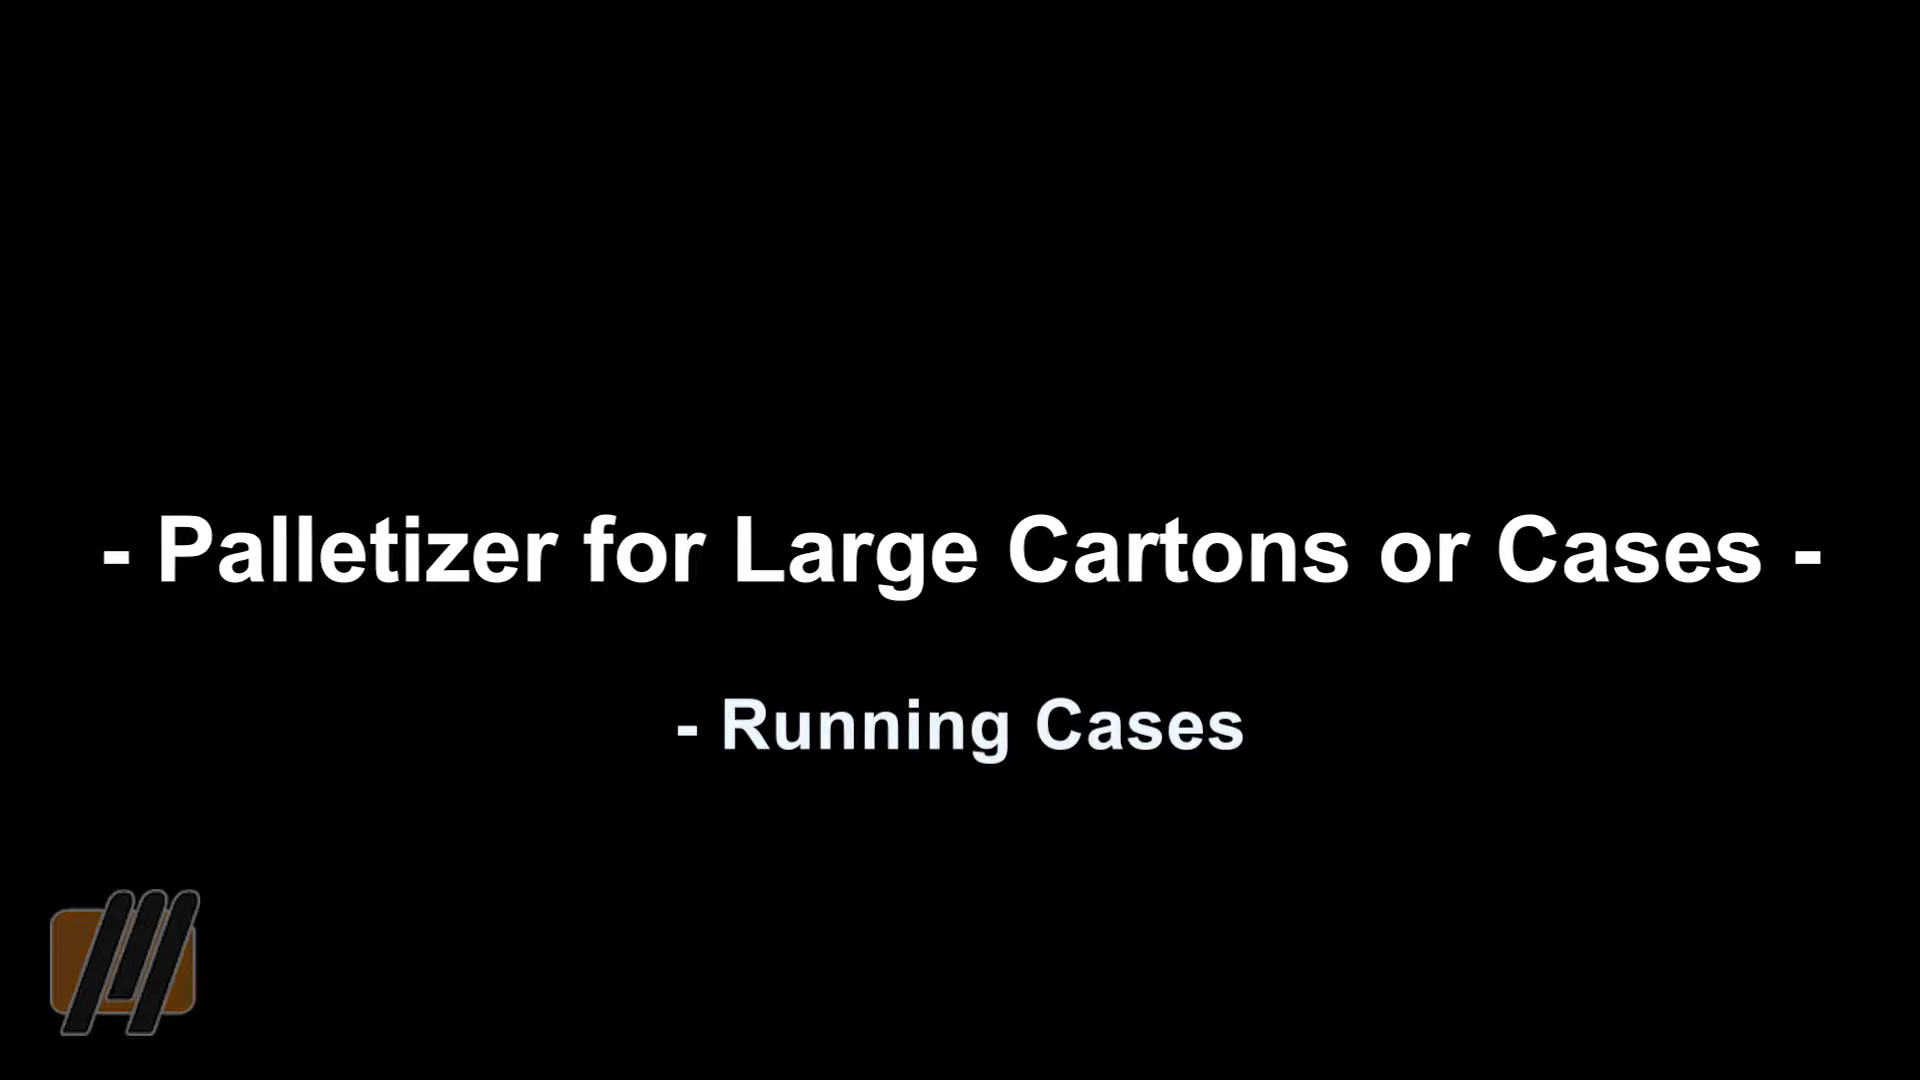 - Palletizer for Large Cartons or Cases -
- Running Cases